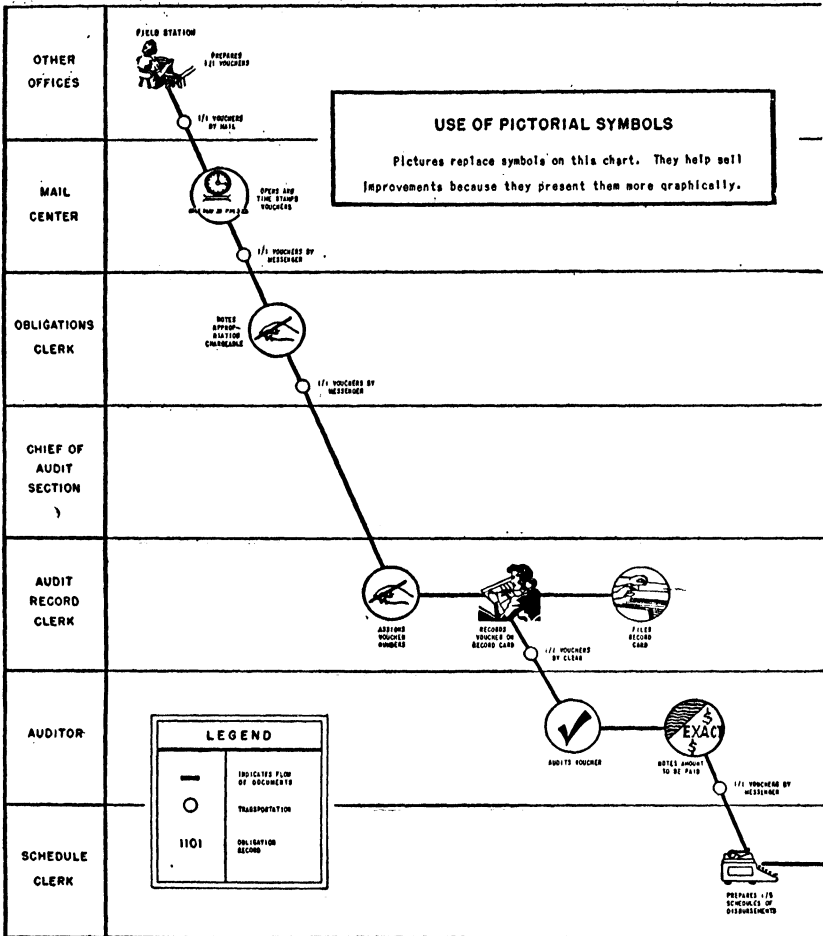 OTHER
OFFICES
FIELD STATION
PREPARES
1/1 VOUCHERS
1/1 VOUCHERS
BY MAIL
USE OF PICTORIAL SYMBOLS
Pictures replace symbols on this chart. They help sell
improvements because they present them more graphically.
MAIL
CENTER
OPENS AND
TIME STAMPS
VOUCHERS
1/1 VOUCHERS BY
MESSENGER
OBLIGATIONS
CLERK
NOTES
APPROP-
RIATION
CHARGEABLE
1/1 VOUCHERS BY
MESSENGER
CHIEF OF
AUDIT
SECTION
AUDIT
RECORD
CLERK
ASSIGNS
VOUCHER
NUMBERS
RECORDS
VOUCHER ON
RECORD CARD
FILES
RECORD
CARD
1/1 VOUCHERS
BY CLERK
AUDITOR
AUDITS VOUCHER
$
EXACT
$
NOTES AMOUNT
TO BE PAID
1/1 VOUCHERS BY
MESSENGER
LEGEND
INDICATES FLOW
OF DOCUMENTS
TRANSPORTATION
1101
OBLIGATION
RECORD
SCHEDULE
CLERK
PREPARES 1/5
SCHEDULES OF
DISBURSEMENTS